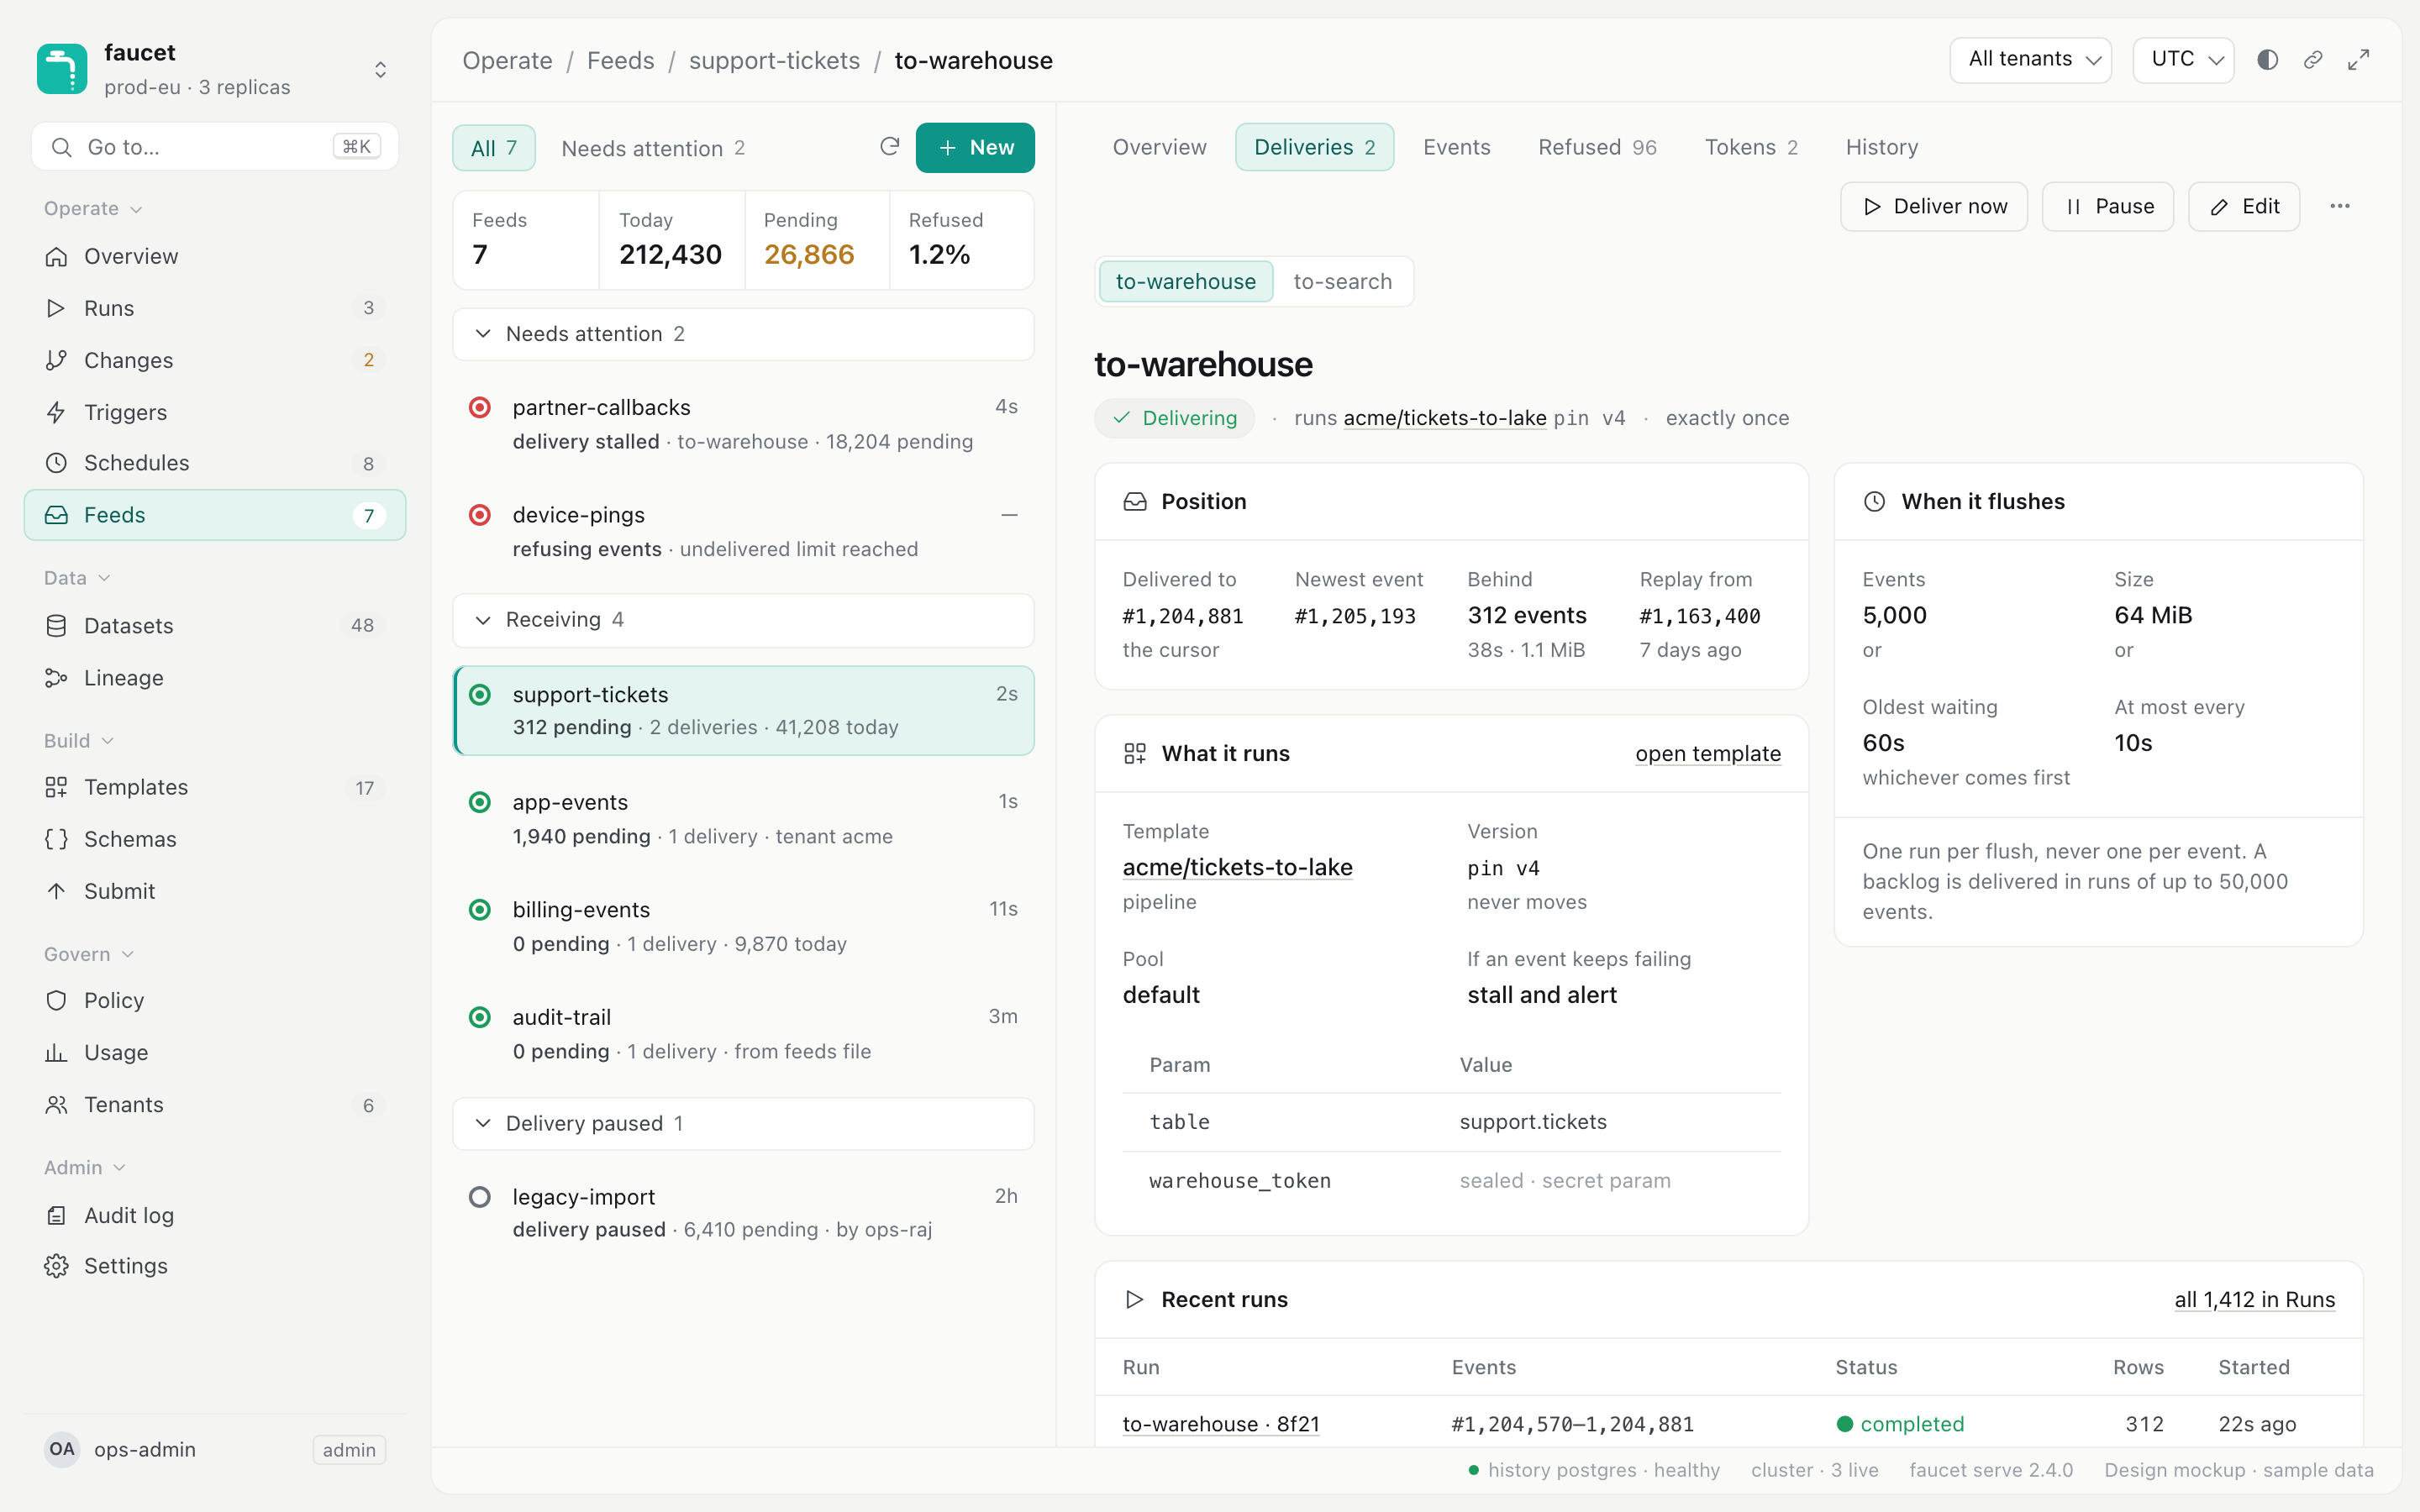 faucet
prod-eu · 3 replicas
Go to...
⌘K
Operate
Overview
Runs 3
Changes 2
Triggers
Schedules 8
Feeds 7
Data
Datasets 48
Lineage
Build
Templates 17
Schemas
Submit
Govern
Policy
Usage
Tenants 6
Admin
Audit log
Settings
OA ops-admin admin
Operate / Feeds / support-tickets / to-warehouse
All tenants
UTC
All 7
Needs attention 2
New
Feeds
7
Today
212,430
Pending
26,866
Refused
1.2%
Needs attention 2
partner-callbacks 4s
delivery stalled · to-warehouse · 18,204 pending
device-pings —
refusing events · undelivered limit reached
Receiving 4
support-tickets 2s
312 pending · 2 deliveries · 41,208 today
app-events 1s
1,940 pending · 1 delivery · tenant acme
billing-events 11s
0 pending · 1 delivery · 9,870 today
audit-trail 3m
0 pending · 1 delivery · from feeds file
Delivery paused 1
legacy-import 2h
delivery paused · 6,410 pending · by ops-raj
Overview
Deliveries 2
Events
Refused 96
Tokens 2
History
Deliver now
Pause
Edit
to-warehouse
to-search
to-warehouse
Delivering · runs acme/tickets-to-lake pin v4 · exactly once
Position
Delivered to
#1,204,881
the cursor
Newest event
#1,205,193
Behind
312 events
38s · 1.1 MiB
Replay from
#1,163,400
7 days ago
When it flushes
Events
5,000
or
Size
64 MiB
or
Oldest waiting
60s
whichever comes first
At most every
10s
One run per flush, never one per event. A
backlog is delivered in runs of up to 50,000
events.
What it runs
open template
Template
acme/tickets-to-lake
pipeline
Version
pin v4
never moves
Pool
default
If an event keeps failing
stall and alert
Param Value
table support.tickets
warehouse_token sealed · secret param
Recent runs
all 1,412 in Runs
Run Events Status Rows Started
to-warehouse · 8f21 #1,204,570–1,204,881 completed 312 22s ago
history postgres · healthy
cluster · 3 live
faucet serve 2.4.0
Design mockup · sample data